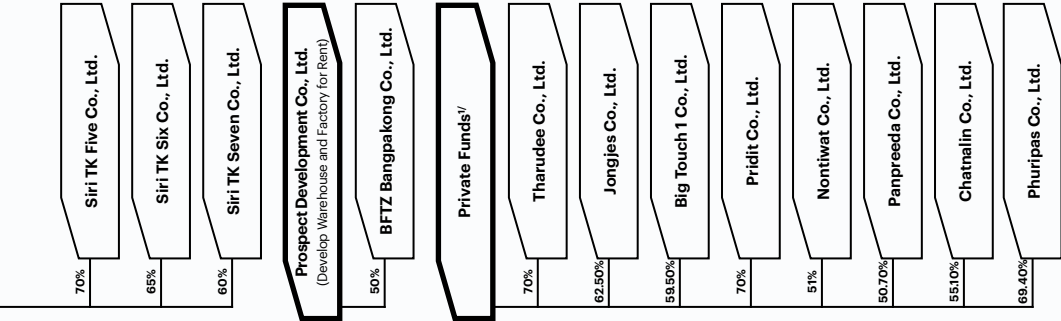 Siri TK Five Co., Ltd.
70%
Siri TK Six Co., Ltd.
65%
Siri TK Seven Co., Ltd.
60%
Prospect Development Co., Ltd.
(Develop Warehouse and Factory for Rent)
BFTZ Bangpakong Co., Ltd.
50%
Private Funds¹/
Tharudee Co., Ltd.
70%
Jongjes Co., Ltd.
62.50%
Big Touch 1 Co., Ltd.
59.50%
Pridit Co., Ltd.
70%
Nontiwat Co., Ltd.
51%
Panpreeda Co., Ltd.
50.70%
Chatnalin Co., Ltd.
55.10%
Phuripas Co., Ltd.
69.40%